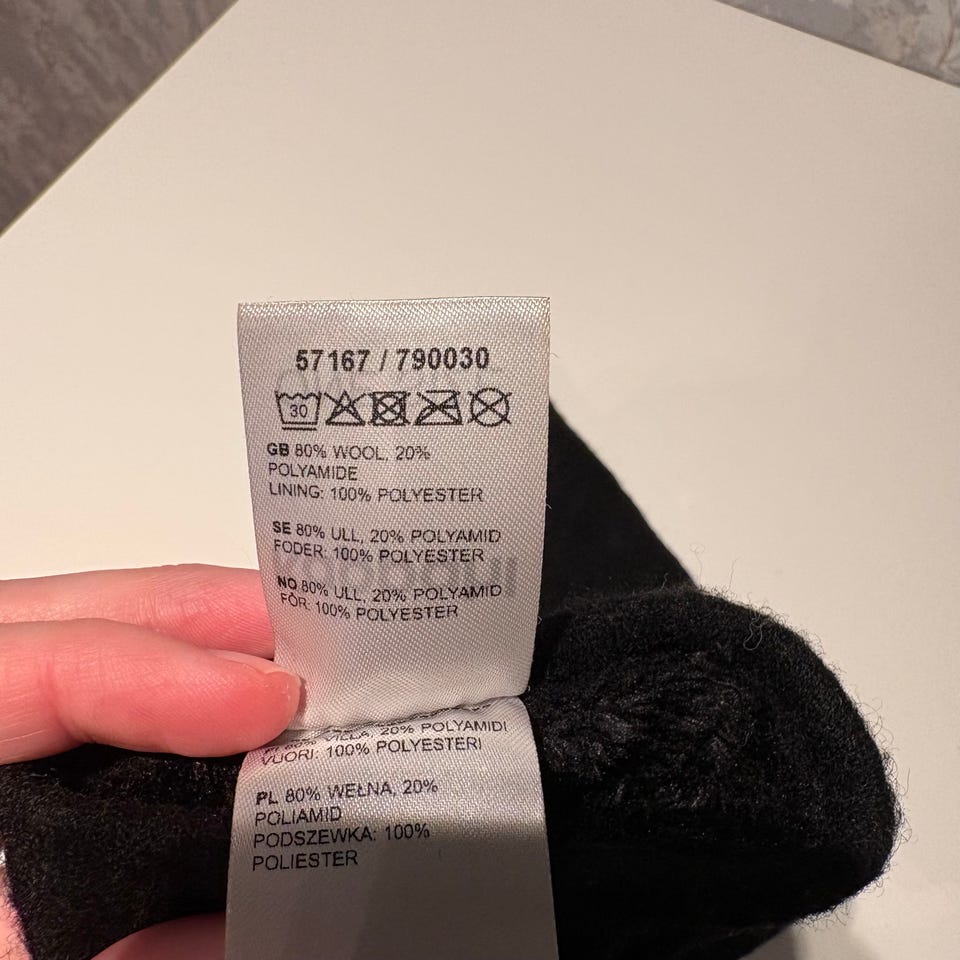 57167 / 790030
30
GB 80% WOOL, 20%
POLYAMIDE
LINING: 100% POLYESTER
SE 80% ULL, 20% POLYAMID
FODER: 100% POLYESTER
NO 80% ULL, 20% POLYAMID
FÔR: 100% POLYESTER
20% POLYAMIDI
VUORI: 100% POLYESTERI
PL 80% WEŁNA, 20%
POLIAMID
PODSZEWKA: 100%
POLIESTER